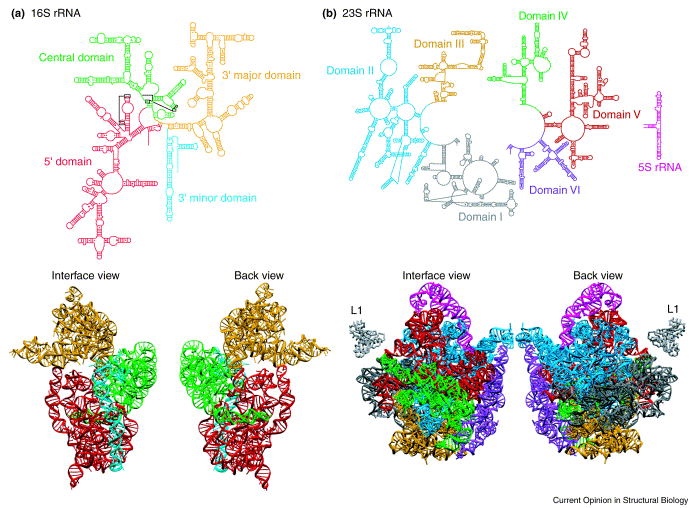 (a) 16S rRNA
Central domain
3' major domain
5' domain
3' minor domain
Interface view
Back view
(b) 23S rRNA
Domain IV
Domain III
Domain II
Domain V
5S rRNA
Domain VI
Domain I
Interface view
Back view
L1
L1
Current Opinion in Structural Biology